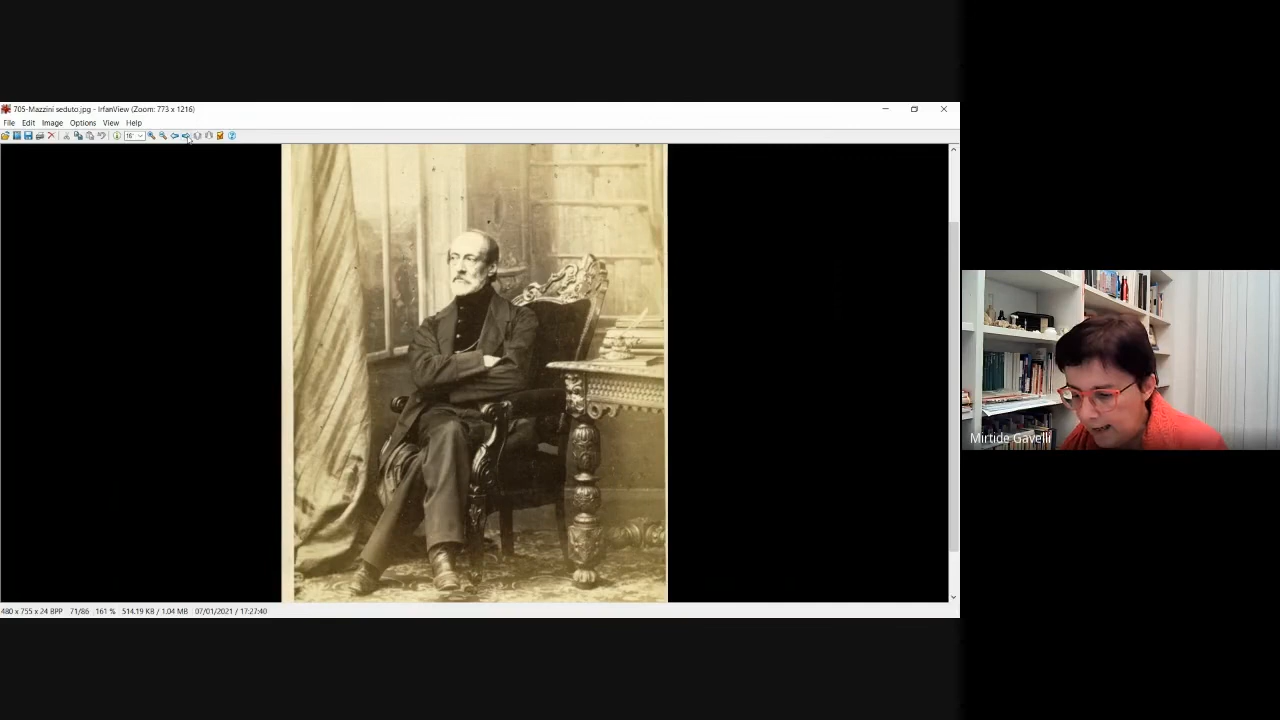 705-Mazzini seduto.jpg - IrfanView (Zoom: 773 x 1216)
File Edit Image Options View Help
480 x 755 x 24 BPP 71/86 161 % 514.19 KB / 1.04 MB 07/01/2021 / 17:27:40
Mirtide Gavelli